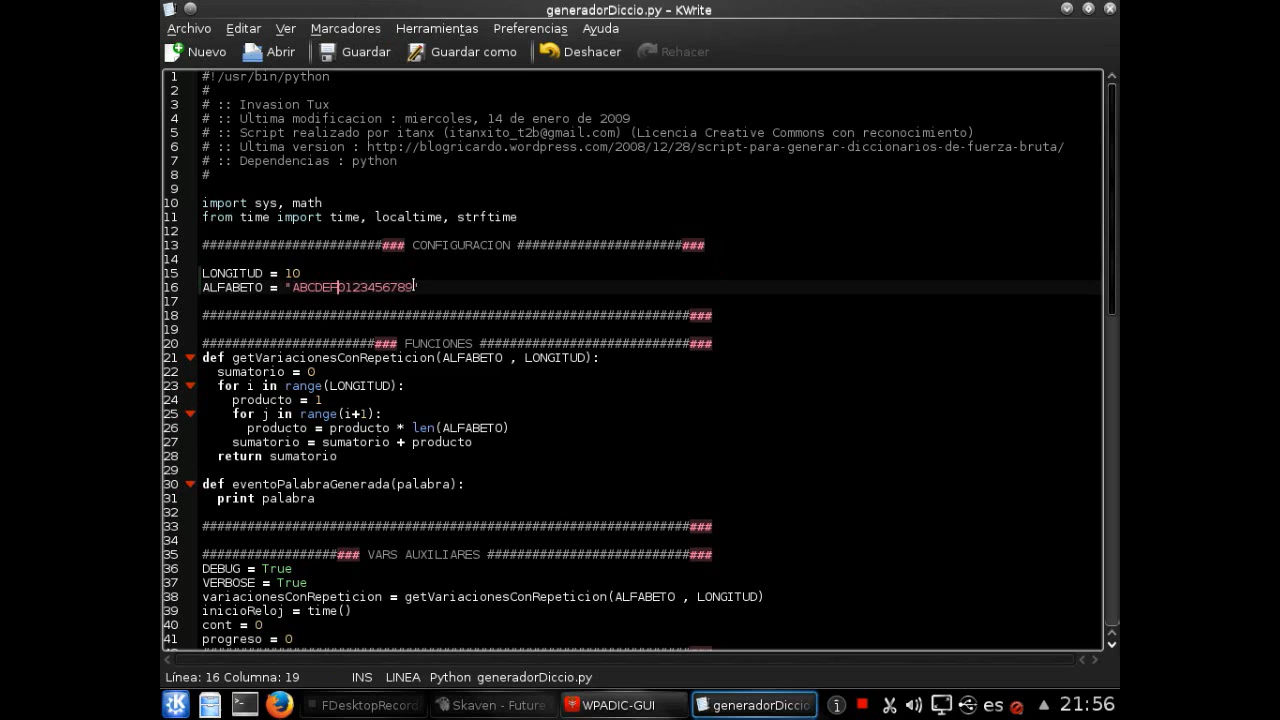 generadorDiccio.py – KWrite
Archivo Editar Ver Marcadores Herramientas Preferencias Ayuda
Nuevo Abrir Guardar Guardar como Deshacer Rehacer
1 #!/usr/bin/python
2 #
3 # :: Invasion Tux
4 # :: Ultima modificacion : miercoles, 14 de enero de 2009
5 # :: Script realizado por itanx (itanxito_t2b@gmail.com) (Licencia Creative Commons con reconocimiento)
6 # :: Ultima version : http://blogricardo.wordpress.com/2008/12/28/script-para-generar-diccionarios-de-fuerza-bruta/
7 # :: Dependencias : python
8 #
9
10 import sys, math
11 from time import time, localtime, strftime
12
13 ########################### CONFIGURACION #########################
14
15 LONGITUD = 10
16 ALFABETO = "ABCDEF0123456789"
17
18 ####################################################################
19
20 ########################## FUNCIONES ###############################
21 def getVariacionesConRepeticion(ALFABETO , LONGITUD):
22 sumatorio = 0
23 for i in range(LONGITUD):
24 producto = 1
25 for j in range(i+1):
26 producto = producto * len(ALFABETO)
27 sumatorio = sumatorio + producto
28 return sumatorio
29
30 def eventoPalabraGenerada(palabra):
31 print palabra
32
33 ####################################################################
34
35 ##################### VARS AUXILIARES ##############################
36 DEBUG = True
37 VERBOSE = True
38 variacionesConRepeticion = getVariacionesConRepeticion(ALFABETO , LONGITUD)
39 inicioReloj = time()
40 cont = 0
41 progreso = 0
Línea: 16 Columna: 19 INS LINEA Python generadorDiccio.py
FDesktopRecord Skaven - Future WPADIC-GUI generadorDiccio es 21:56